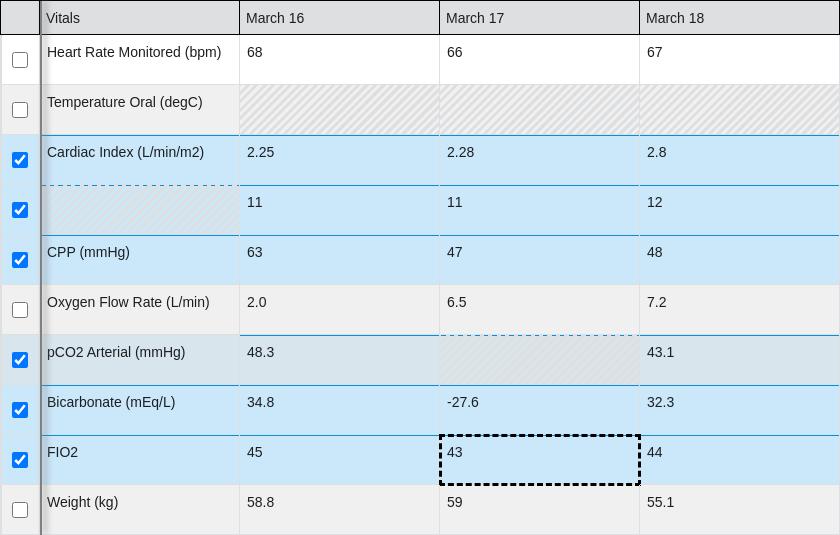 Vitals March 16 March 17 March 18
Heart Rate Monitored (bpm) 68 66 67
Temperature Oral (degC)
Cardiac Index (L/min/m2) 2.25 2.28 2.8
11 11 12
CPP (mmHg) 63 47 48
Oxygen Flow Rate (L/min) 2.0 6.5 7.2
pCO2 Arterial (mmHg) 48.3 43.1
Bicarbonate (mEq/L) 34.8 -27.6 32.3
FIO2 45 43 44
Weight (kg) 58.8 59 55.1